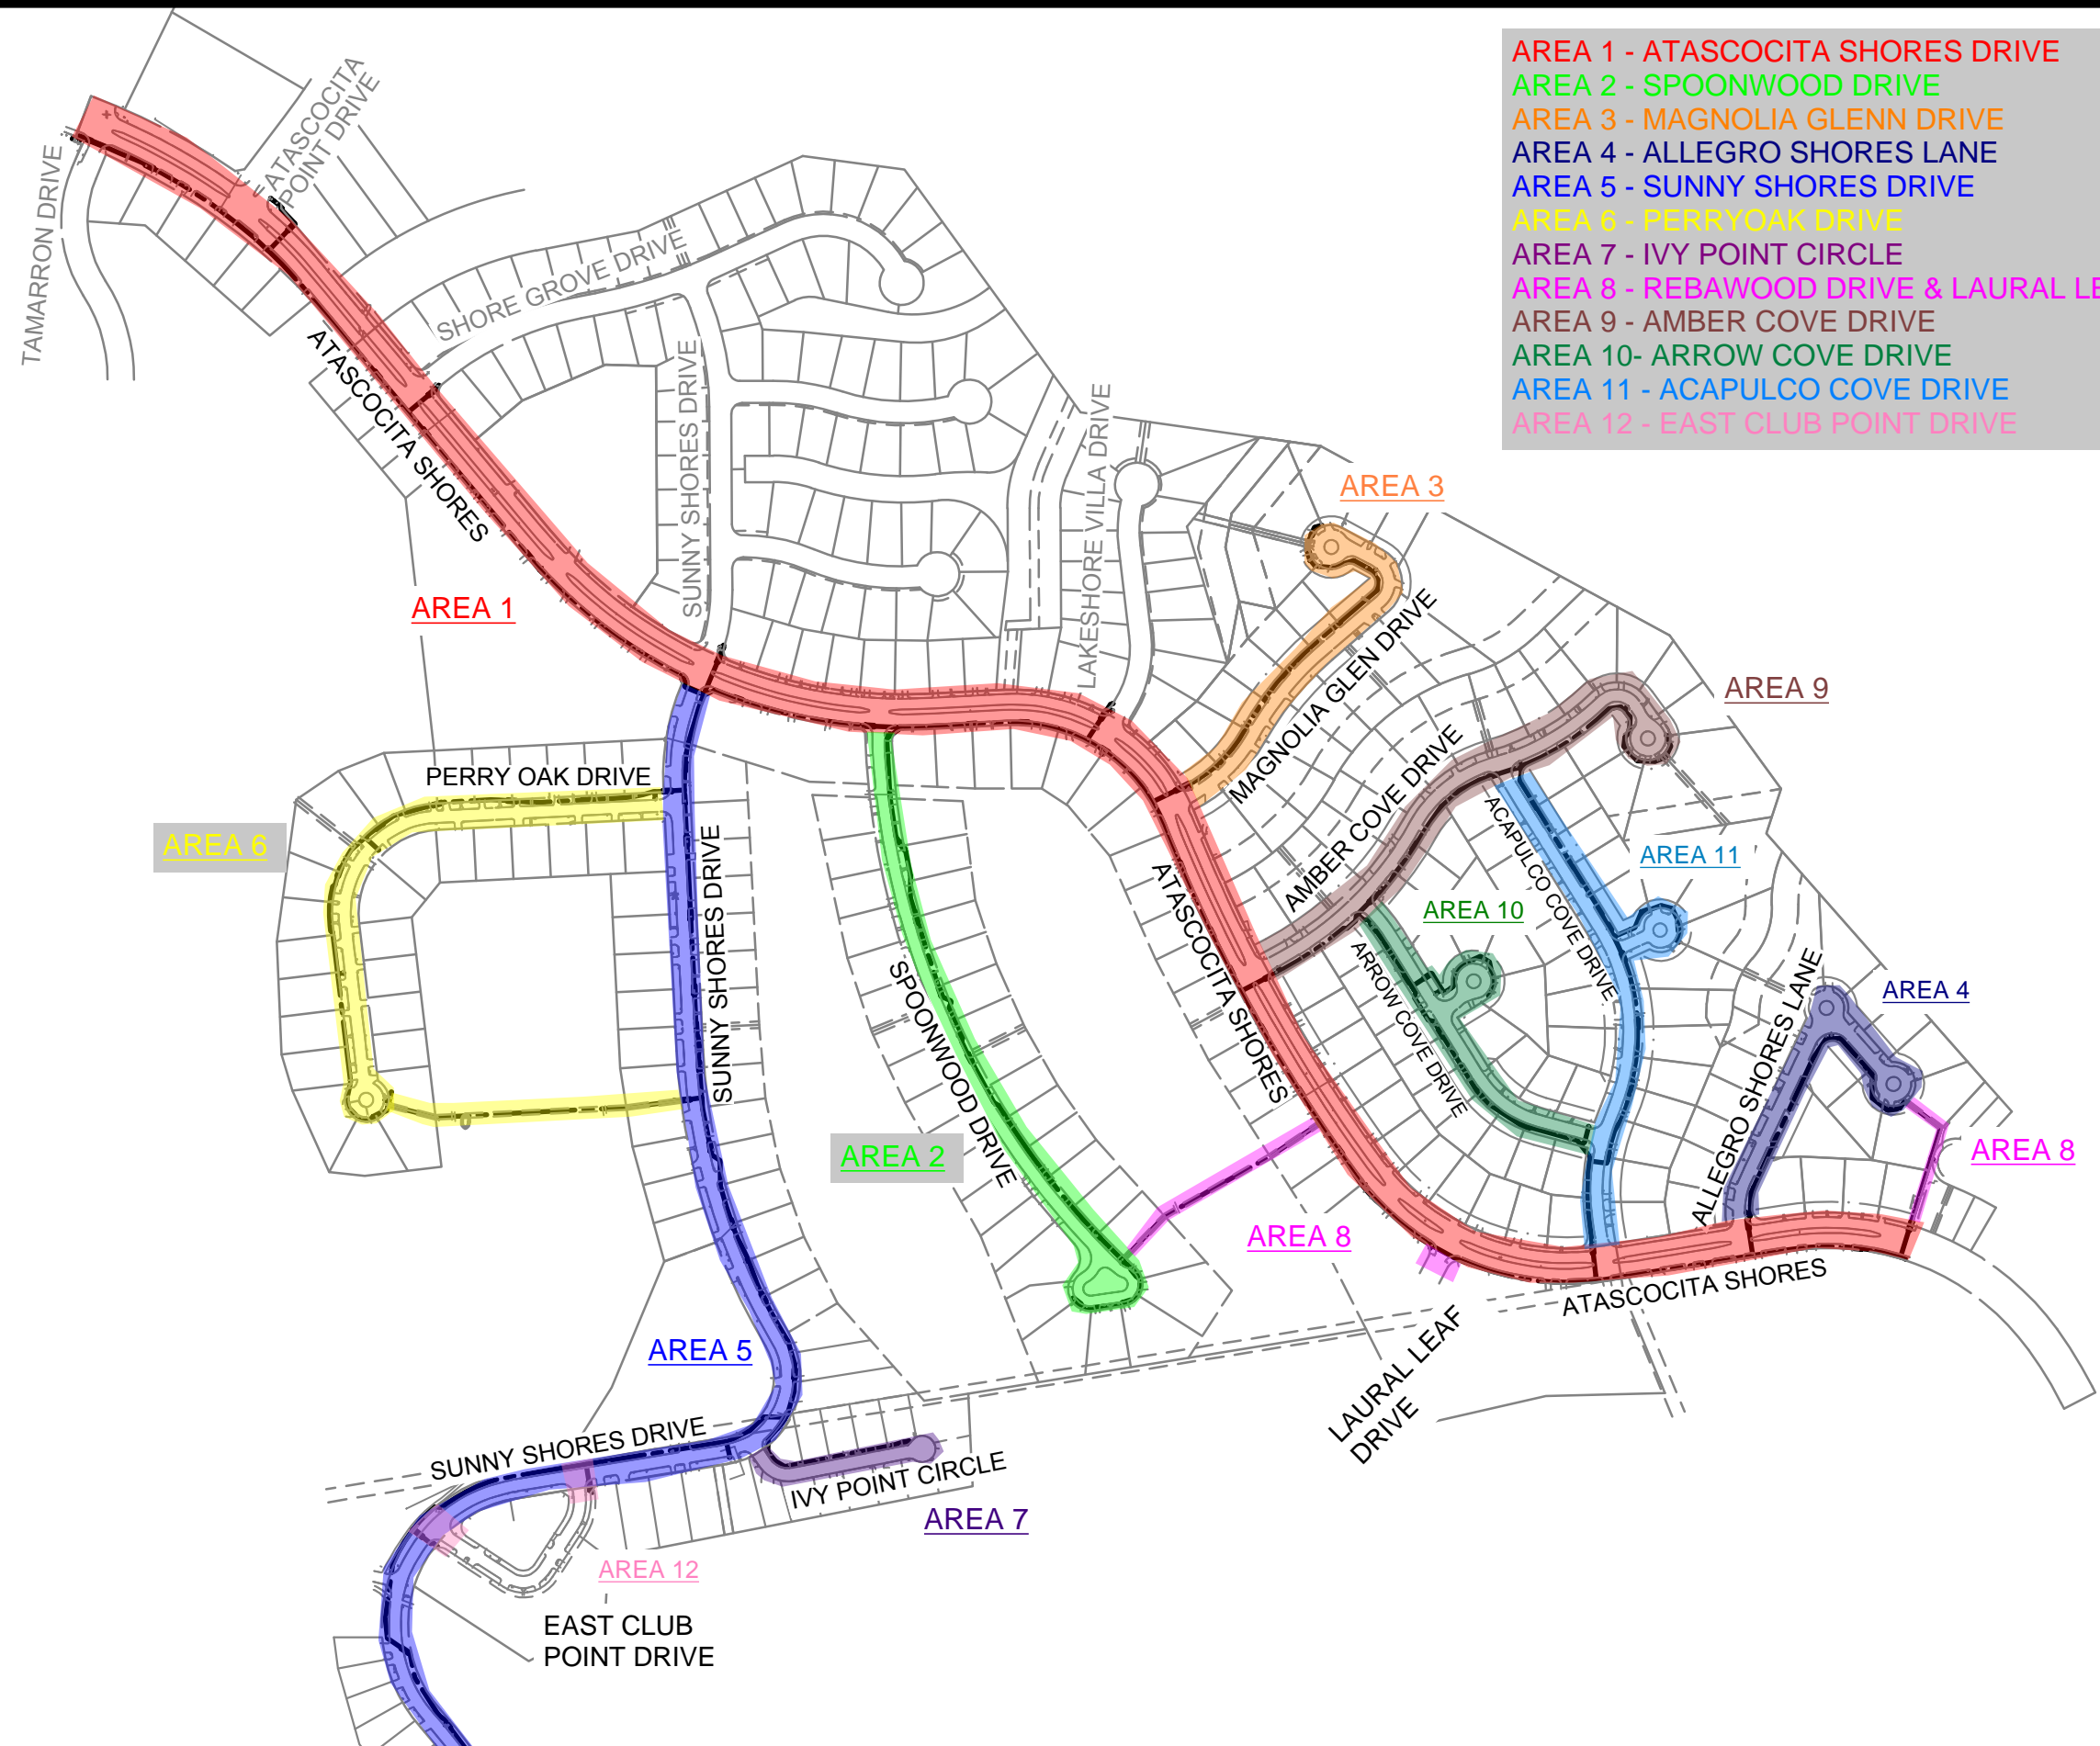 AREA 1 - ATASCOCITA SHORES DRIVE
AREA 2 - SPOONWOOD DRIVE
AREA 3 - MAGNOLIA GLENN DRIVE
AREA 4 - ALLEGRO SHORES LANE
AREA 5 - SUNNY SHORES DRIVE
AREA 6 - PERRYOAK DRIVE
AREA 7 - IVY POINT CIRCLE
AREA 8 - REBAWOOD DRIVE & LAURAL
AREA 9 - AMBER COVE DRIVE
AREA 10- ARROW COVE DRIVE
AREA 11 - ACAPULCO COVE DRIVE
AREA 12 - EAST CLUB POINT DRIVE
TAMARRON DRIVE
ATASCOCITA
POINT DRIVE
SHORE GROVE DRIVE
ATASCOCITA SHORES
SUNNY SHORES DRIVE
LAKESHORE VILLA DRIVE
AREA 3
AREA 1
MAGNOLIA GLEN DRIVE
AREA 9
PERRY OAK DRIVE
AREA 6
SUNNY SHORES DRIVE
AMBER COVE DRIVE
ACAPULCO COVE DRIVE
AREA 11
AREA 10
ATASCOCITA SHORES
ARROW COVE DRIVE
SPOONWOOD DRIVE
ALLEGRO SHORES LANE
AREA 4
AREA 2
AREA 8
AREA 8
ATASCOCITA SHORES
LAURAL LEAF
DRIVE
AREA 5
SUNNY SHORES DRIVE
IVY POINT CIRCLE
AREA 7
AREA 12
EAST CLUB
POINT DRIVE